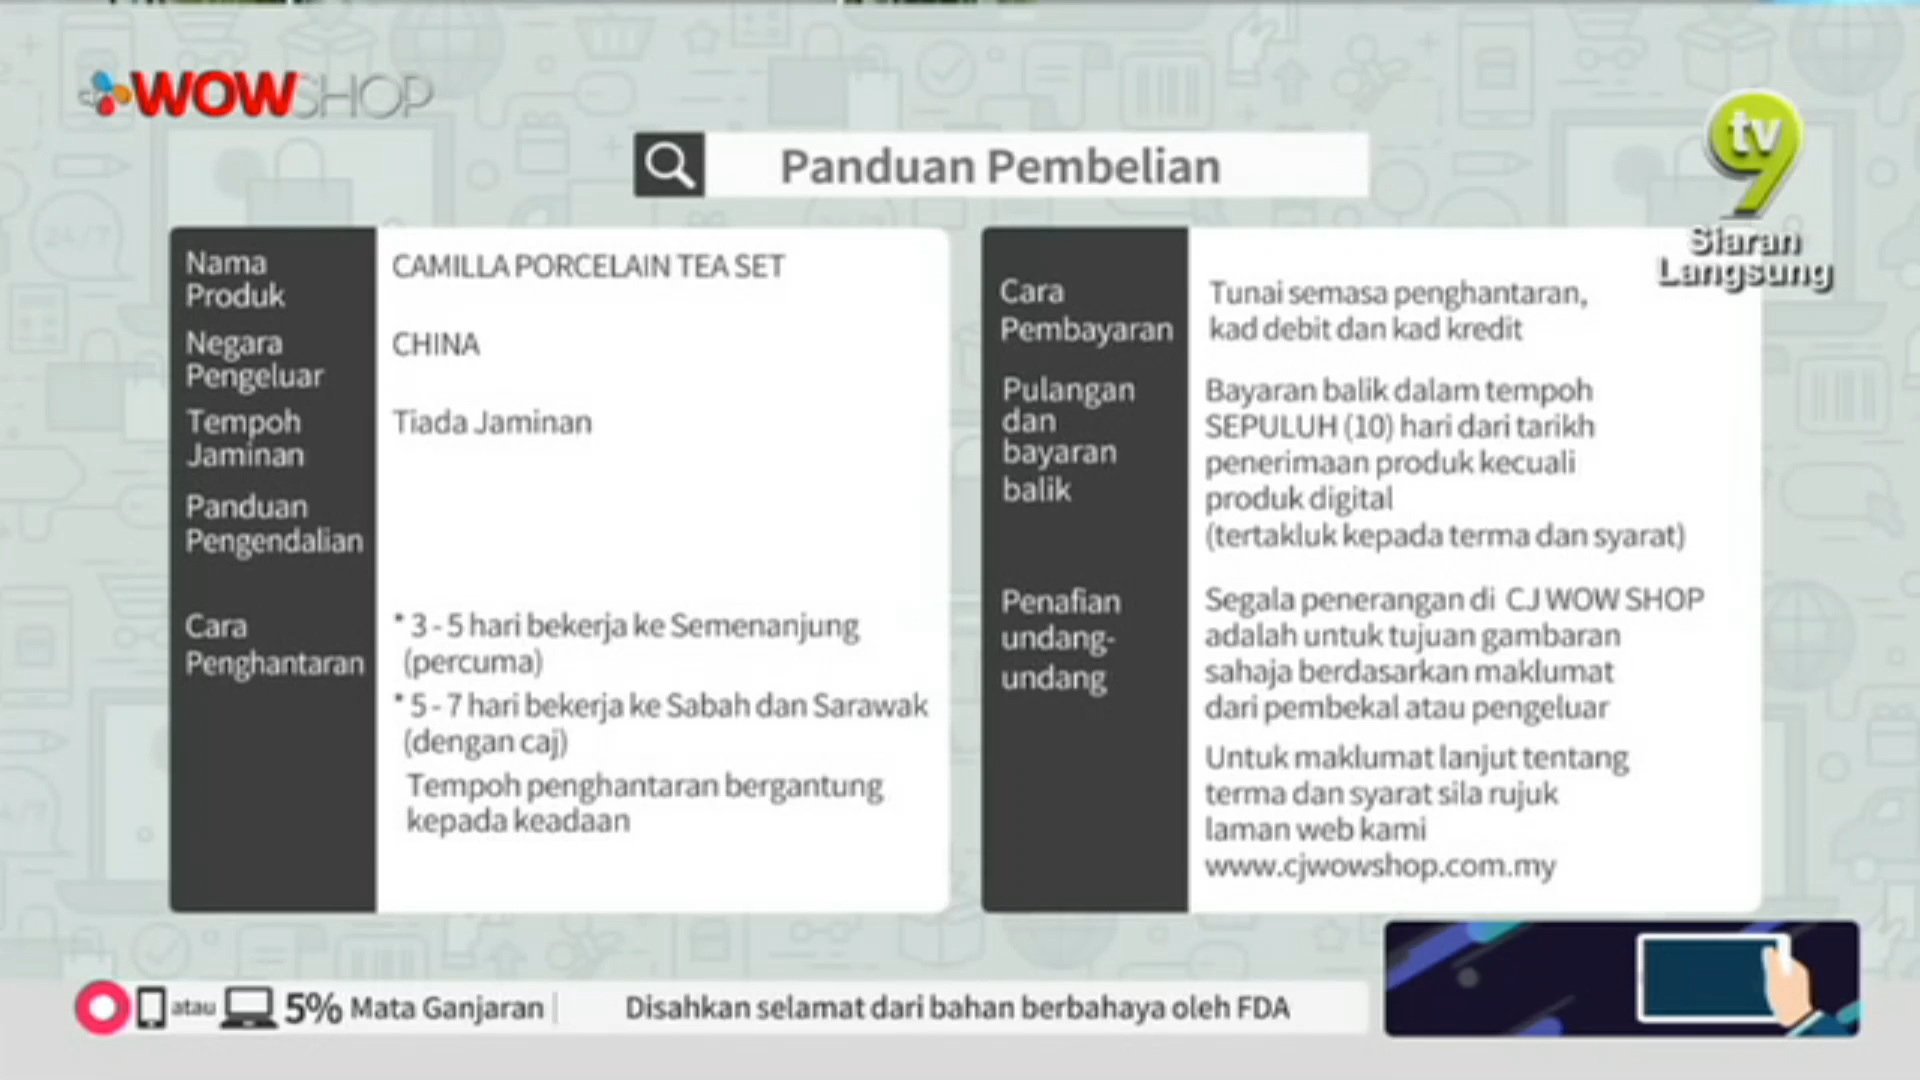 WOWSHOP
tv
9
Siaran
Langsung
Panduan Pembelian
Nama
Produk
CAMILLA PORCELAIN TEA SET
Negara
Pengeluar
CHINA
Tempoh
Jaminan
Tiada Jaminan
Panduan
Pengendalian
Cara
Penghantaran
* 3 - 5 hari bekerja ke Semenanjung
(percuma)
* 5 - 7 hari bekerja ke Sabah dan Sarawak
(dengan caj)
Tempoh penghantaran bergantung
kepada keadaan
Cara
Pembayaran
Tunai semasa penghantaran,
kad debit dan kad kredit
Pulangan
dan
bayaran
balik
Bayaran balik dalam tempoh
SEPULUH (10) hari dari tarikh
penerimaan produk kecuali
produk digital
(tertakluk kepada terma dan syarat)
Penafian
undang-
undang
Segala penerangan di CJ WOW SHOP
adalah untuk tujuan gambaran
sahaja berdasarkan maklumat
dari pembekal atau pengeluar
Untuk maklumat lanjut tentang
terma dan syarat sila rujuk
laman web kami
www.cjwowshop.com.my
atau 5% Mata Ganjaran
Disahkan selamat dari bahan berbahaya oleh FDA